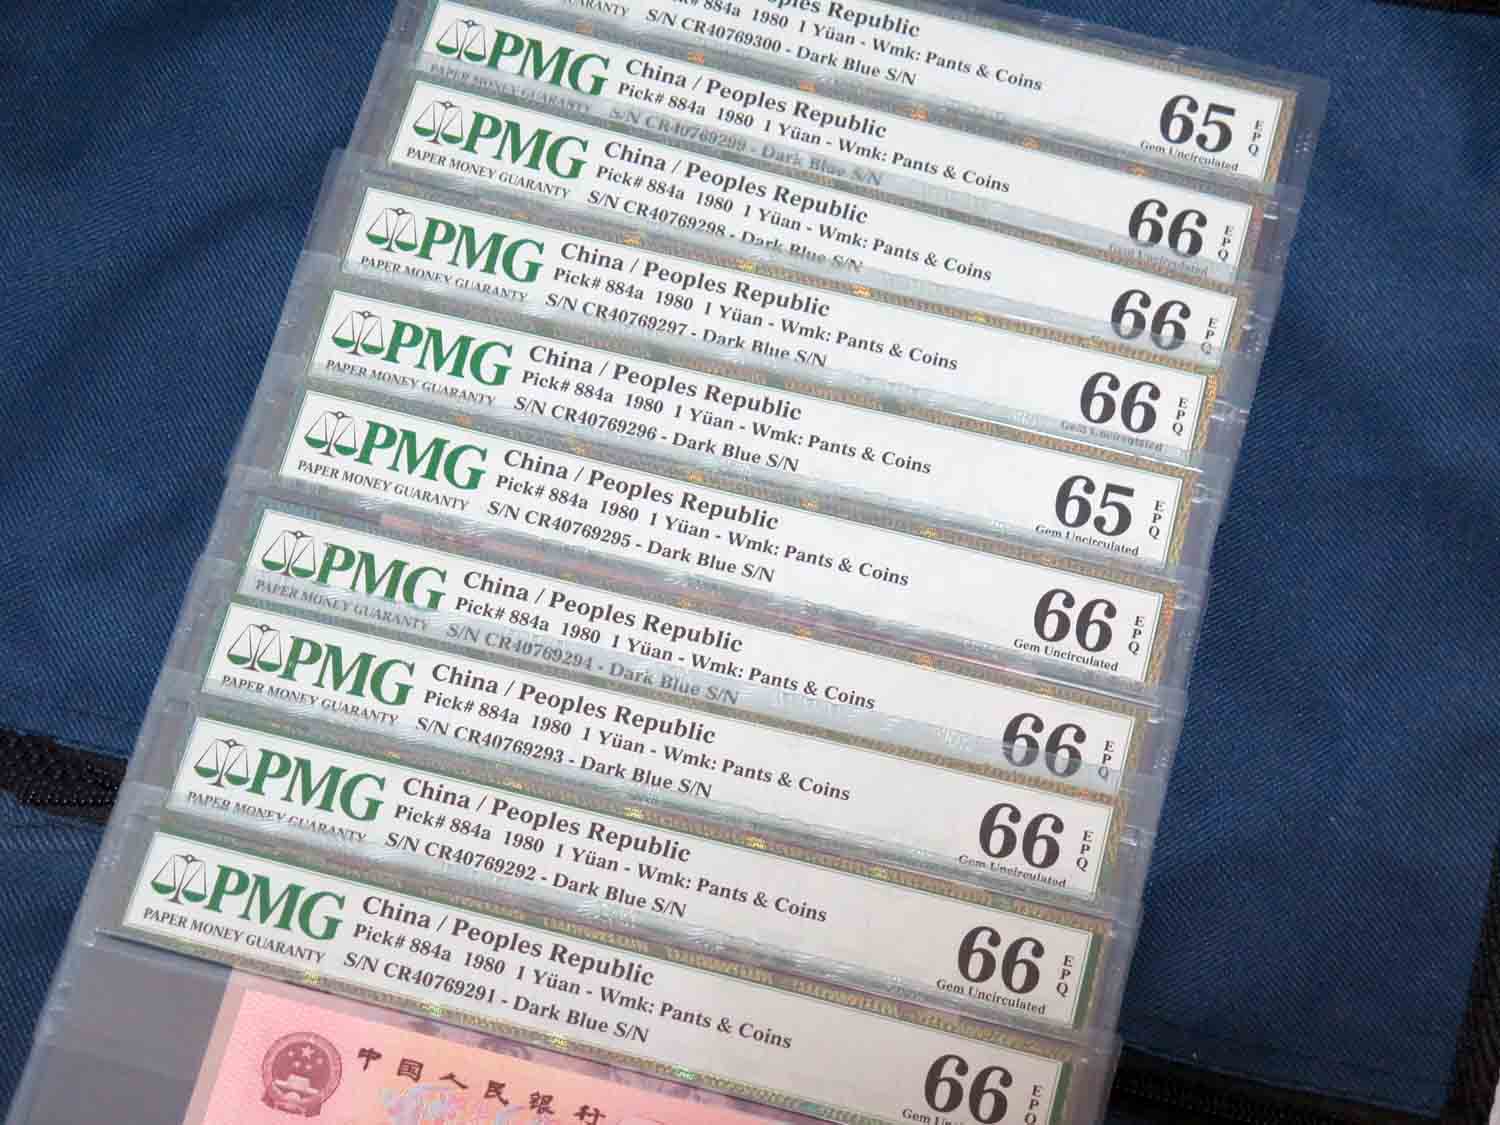 Republic
884a 1980 1 Yüan - Wmk: Pants & Coins
GUARANTY S/N CR40769300 - Dark Blue S/N
65 EPQ
Gem Uncirculated
PMG China / Peoples Republic
Pick# 884a 1980 1 Yüan - Wmk: Pants & Coins
PAPER MONEY GUARANTY S/N CR40769299 - Dark Blue S/N
66 EPQ
Gem Uncirculated
PMG China / Peoples Republic
Pick# 884a 1980 1 Yüan - Wmk: Pants & Coins
PAPER MONEY GUARANTY S/N CR40769298 - Dark Blue S/N
66 EPQ
PMG China / Peoples Republic
Pick# 884a 1980 1 Yüan - Wmk: Pants & Coins
PAPER MONEY GUARANTY S/N CR40769297 - Dark Blue S/N
66 EPQ
Gem Uncirculated
PMG China / Peoples Republic
Pick# 884a 1980 1 Yüan - Wmk: Pants & Coins
PAPER MONEY GUARANTY S/N CR40769296 - Dark Blue S/N
65 EPQ
Gem Uncirculated
PMG China / Peoples Republic
Pick# 884a 1980 1 Yüan - Wmk: Pants & Coins
PAPER MONEY GUARANTY S/N CR40769295 - Dark Blue S/N
66 EPQ
Gem Uncirculated
PMG China / Peoples Republic
Pick# 884a 1980 1 Yüan - Wmk: Pants & Coins
PAPER MONEY GUARANTY S/N CR40769294 - Dark Blue S/N
66 EPQ
PMG China / Peoples Republic
Pick# 884a 1980 1 Yüan - Wmk: Pants & Coins
PAPER MONEY GUARANTY S/N CR40769293 - Dark Blue S/N
66 EPQ
Gem Uncirculated
PMG China / Peoples Republic
Pick# 884a 1980 1 Yüan - Wmk: Pants & Coins
PAPER MONEY GUARANTY S/N CR40769292 - Dark Blue S/N
66 EPQ
Gem Uncirculated
PMG China / Peoples Republic
Pick# 884a 1980 1 Yüan - Wmk: Pants & Coins
PAPER MONEY GUARANTY S/N CR40769291 - Dark Blue S/N
66 EPQ
Gem Uncirculated
中国人民银行